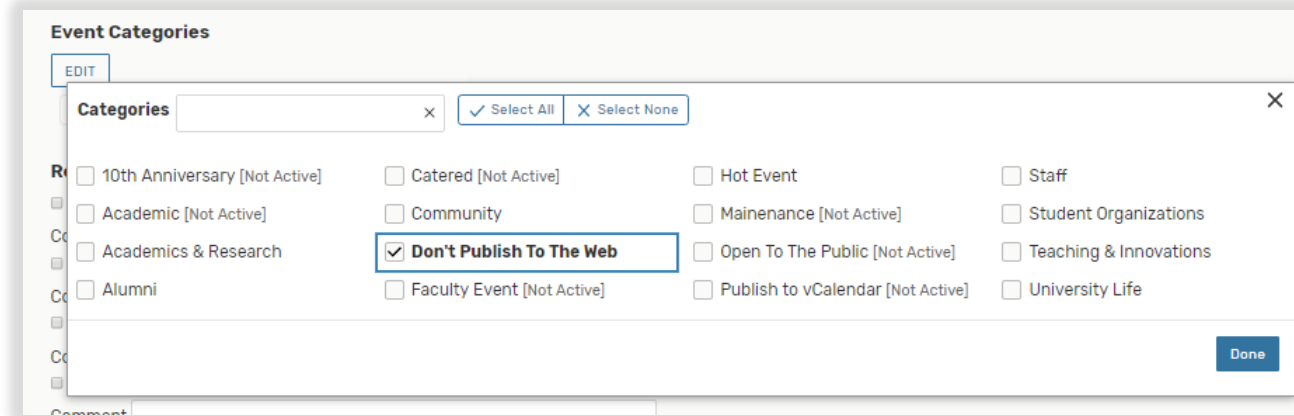 Event Categories
EDIT
Categories
Select All
Select None
10th Anniversary [Not Active]
Catered [Not Active]
Hot Event
Staff
Academic [Not Active]
Community
Mainenance [Not Active]
Student Organizations
Academics & Research
Don't Publish To The Web
Open To The Public [Not Active]
Teaching & Innovations
Alumni
Faculty Event [Not Active]
Publish to vCalendar [Not Active]
University Life
Done